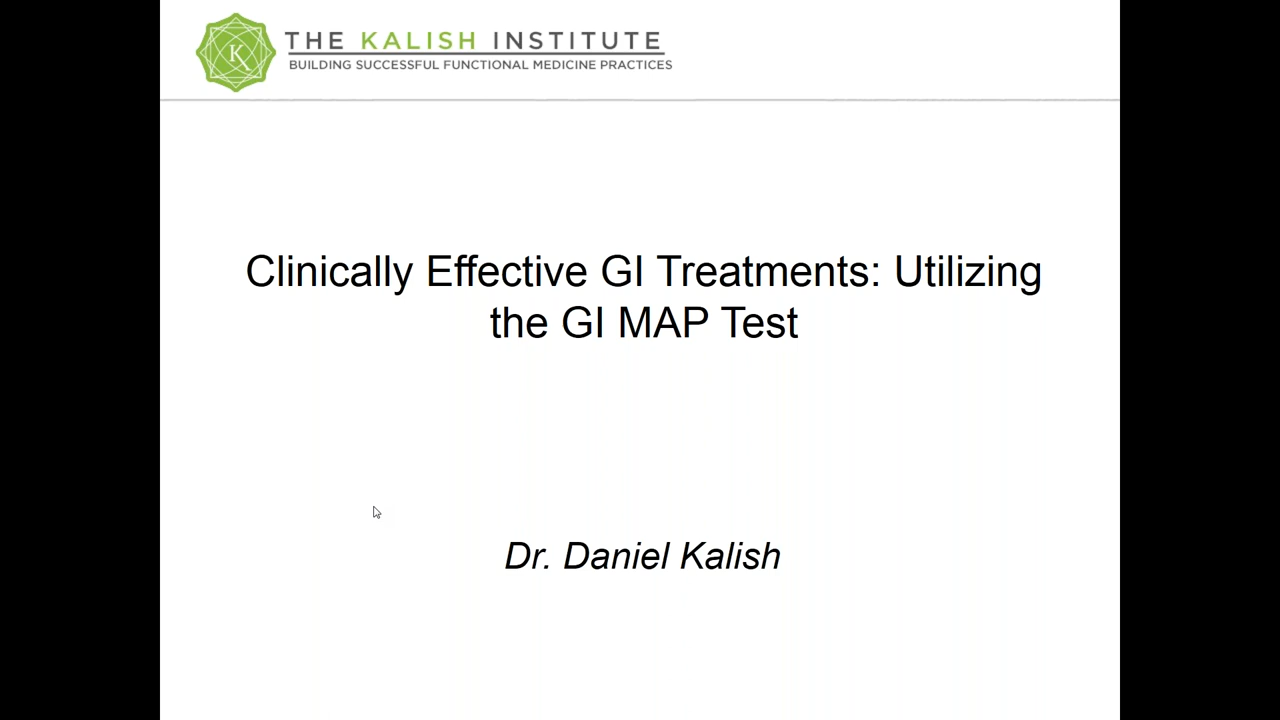 K
THE KALISH INSTITUTE
BUILDING SUCCESSFUL FUNCTIONAL MEDICINE PRACTICES
Clinically Effective GI Treatments: Utilizing
the GI MAP Test
Dr. Daniel Kalish